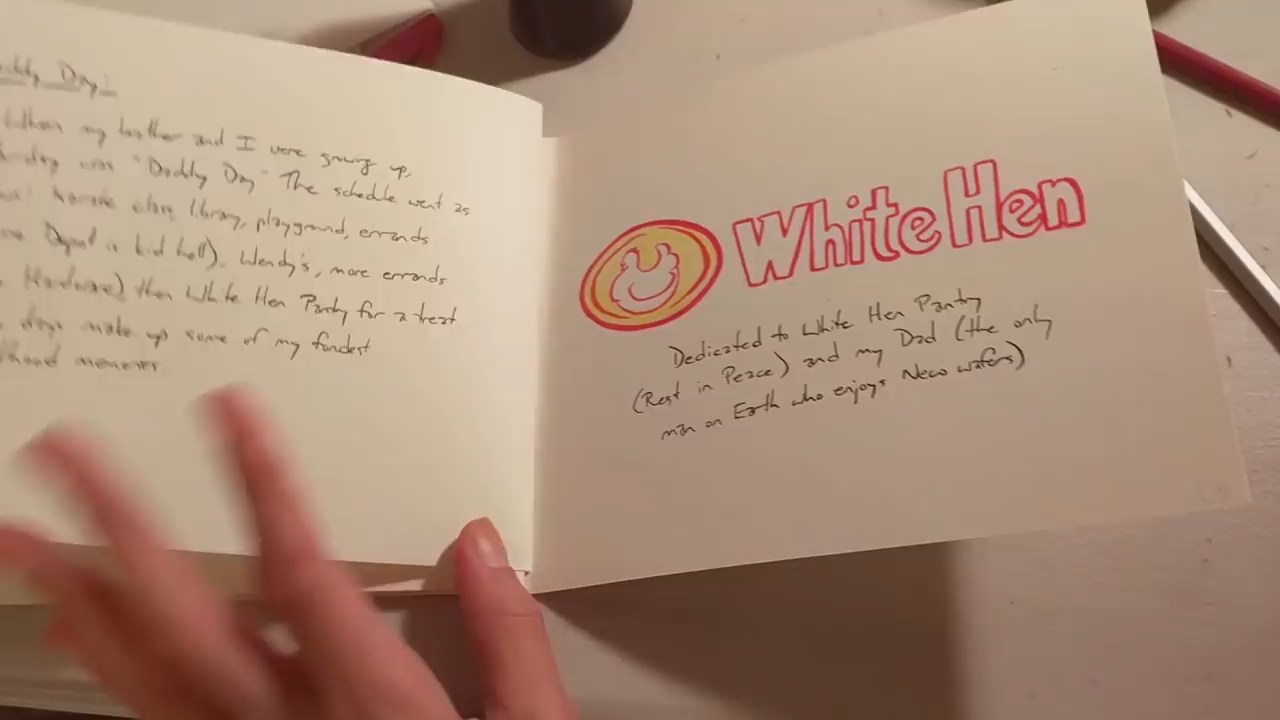 Day:
When my brother and I were growing up,
day was "Daddy Day" The schedule went as
karate class, library, playground, errands
Depot is kid hell), Wendy's, more errands
Hardware) then White Hen Pantry for a treat
days make up some of my fondest
memories.
White Hen
Dedicated to White Hen Pantry
(Rest in Peace) and my Dad (the only
man on Earth who enjoys Neco wafers)